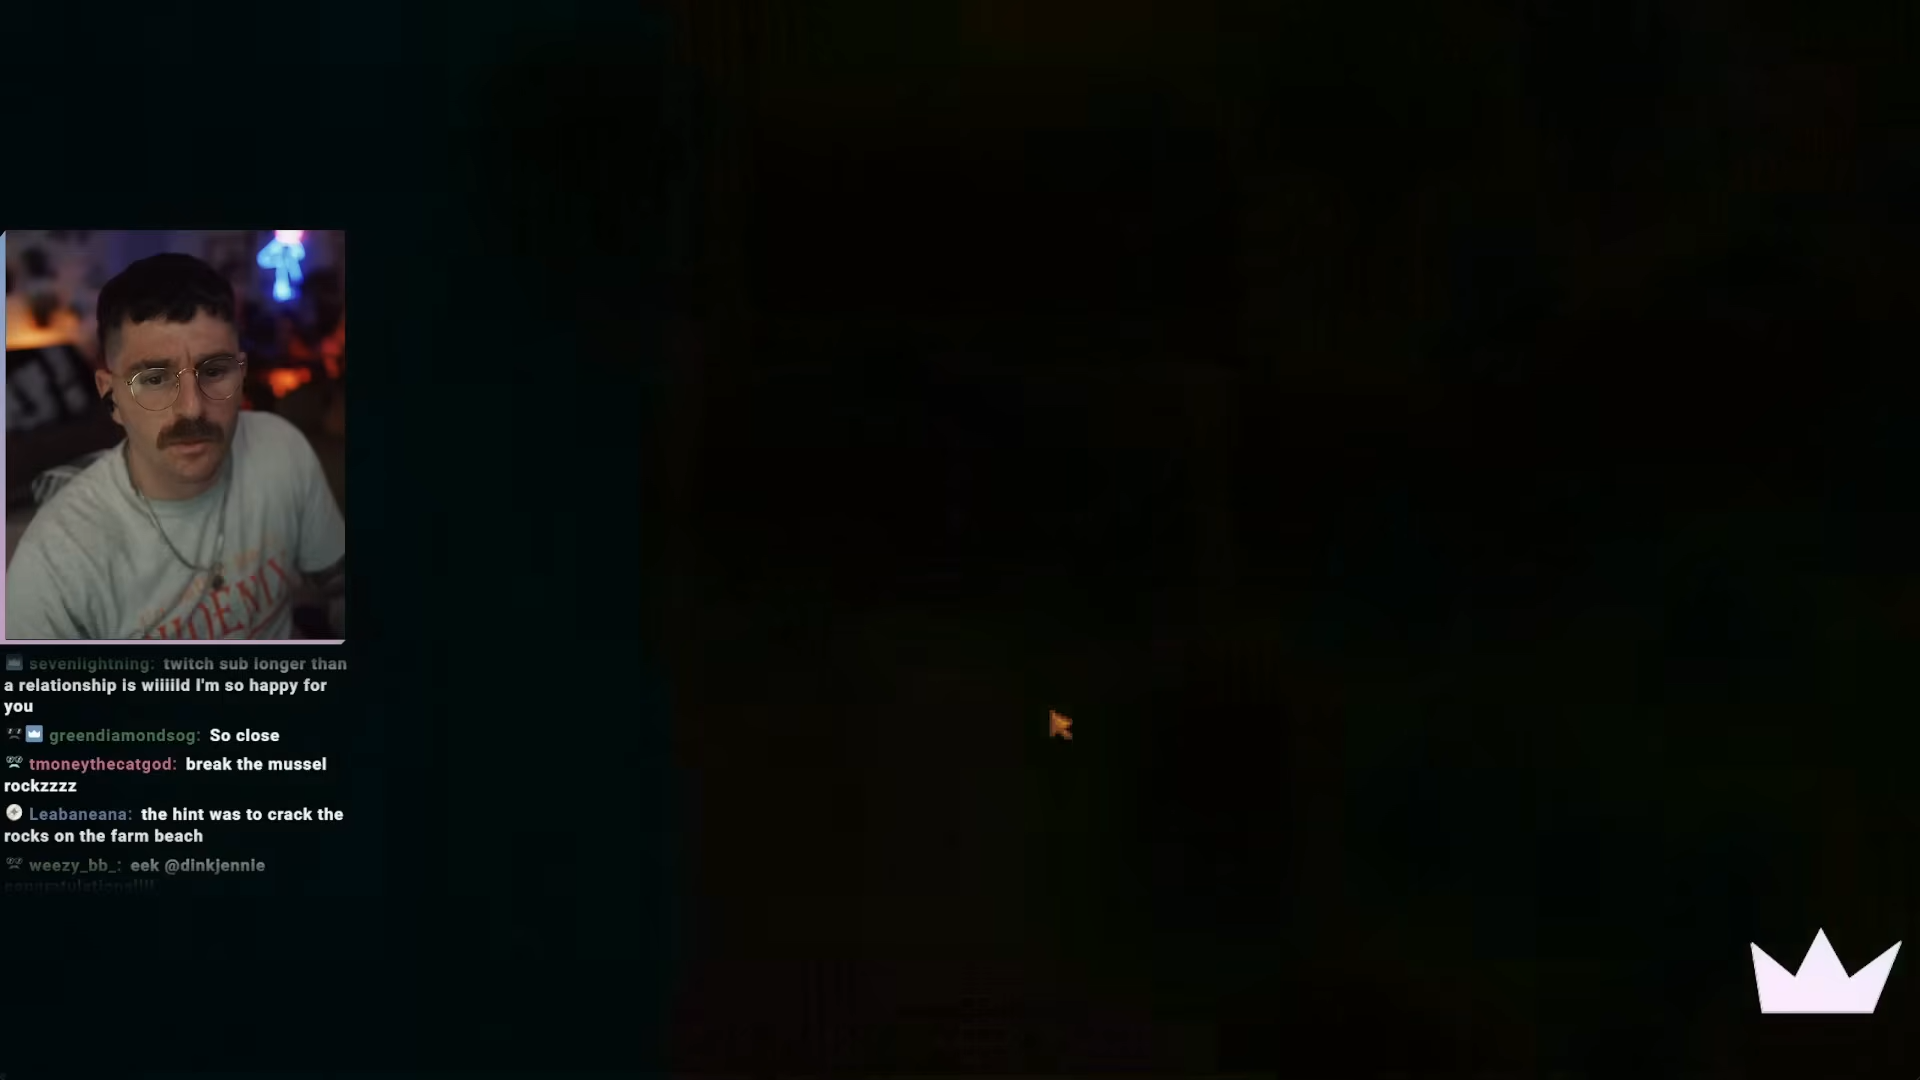 sevenlightning: twitch sub longer than
a relationship is wiiiild I'm so happy for
you
greendiamondsog: So close
tmoneythecatgod: break the mussel
rockzzzz
Leabaneana: the hint was to crack the
rocks on the farm beach
weezy_bb_: eek @dinkjennie
congratulations!!!!